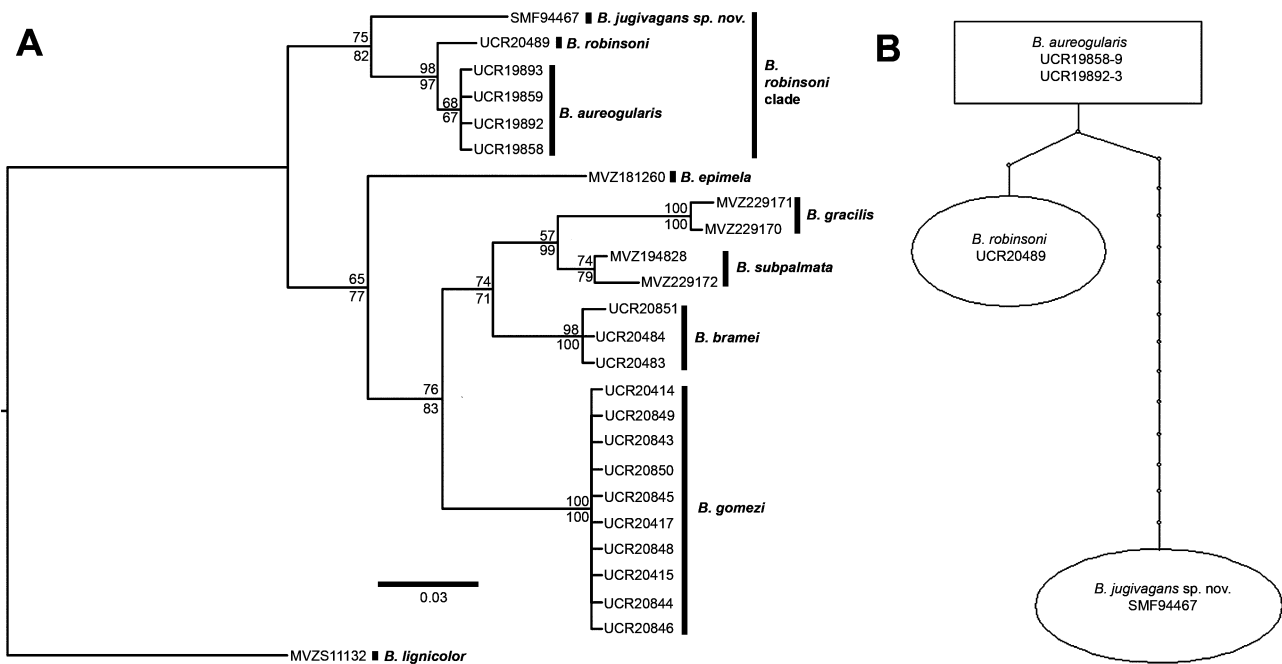 A
SMF94467 B. jugivagans sp. nov.
75
82
UCR20489 B. robinsoni
98
97
UCR19893
68
67
UCR19859
UCR19892
UCR19858
B. aureogularis
B.
robinsoni
clade
MVZ181260 B. epimela
65
77
100
100
MVZ229171
MVZ229170
B. gracilis
57
99
74
79
MVZ194828
MVZ229172
B. subpalmata
74
71
98
100
UCR20851
UCR20484
UCR20483
B. bramei
76
83
100
100
UCR20414
UCR20849
UCR20843
UCR20850
UCR20845
UCR20417
UCR20848
UCR20415
UCR20844
UCR20846
B. gomezi
0.03
MVZS11132 B. lignicolor
B
B. aureogularis
UCR19858-9
UCR19892-3
B. robinsoni
UCR20489
B. jugivagans sp. nov.
SMF94467